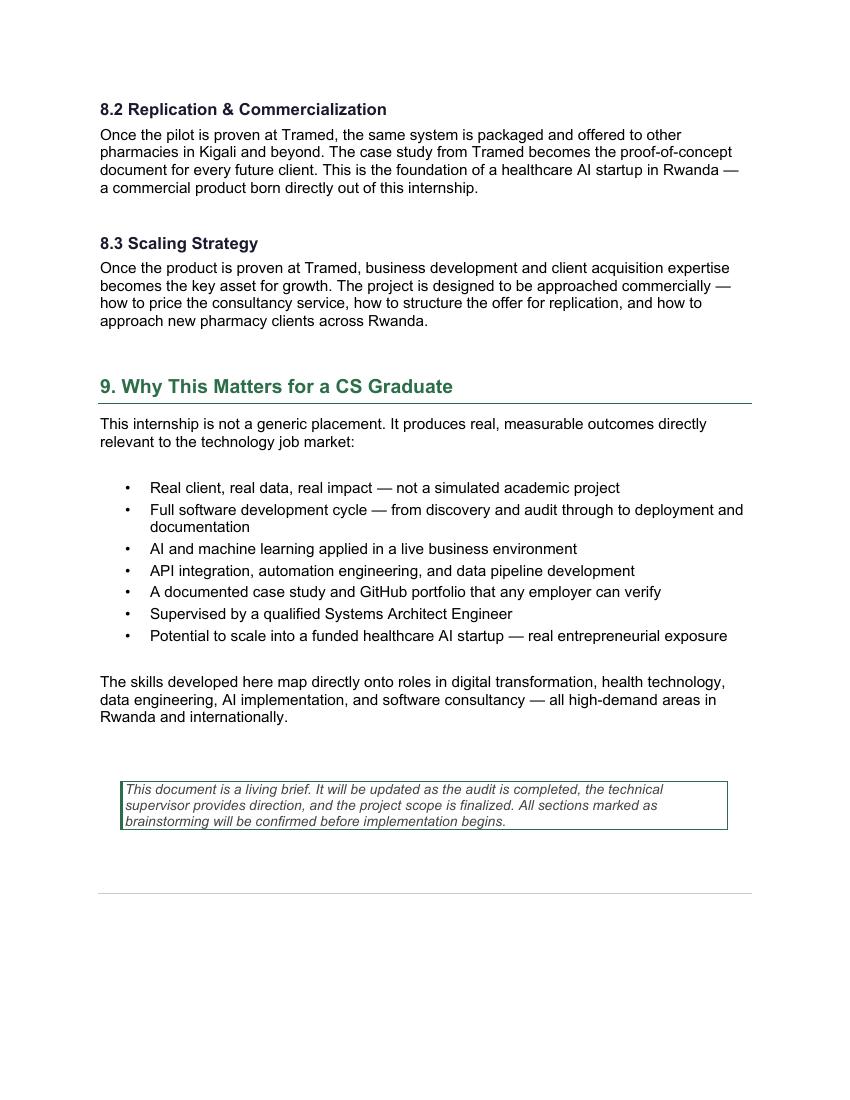 8.2 Replication & Commercialization
Once the pilot is proven at Tramed, the same system is packaged and offered to other
pharmacies in Kigali and beyond. The case study from Tramed becomes the proof-of-concept
document for every future client. This is the foundation of a healthcare AI startup in Rwanda —
a commercial product born directly out of this internship.
8.3 Scaling Strategy
Once the product is proven at Tramed, business development and client acquisition expertise
becomes the key asset for growth. The project is designed to be approached commercially —
how to price the consultancy service, how to structure the offer for replication, and how to
approach new pharmacy clients across Rwanda.
9. Why This Matters for a CS Graduate
This internship is not a generic placement. It produces real, measurable outcomes directly
relevant to the technology job market:
• Real client, real data, real impact — not a simulated academic project
• Full software development cycle — from discovery and audit through to deployment and
documentation
• AI and machine learning applied in a live business environment
• API integration, automation engineering, and data pipeline development
• A documented case study and GitHub portfolio that any employer can verify
• Supervised by a qualified Systems Architect Engineer
• Potential to scale into a funded healthcare AI startup — real entrepreneurial exposure
The skills developed here map directly onto roles in digital transformation, health technology,
data engineering, AI implementation, and software consultancy — all high-demand areas in
Rwanda and internationally.
This document is a living brief. It will be updated as the audit is completed, the technical
supervisor provides direction, and the project scope is finalized. All sections marked as
brainstorming will be confirmed before implementation begins.